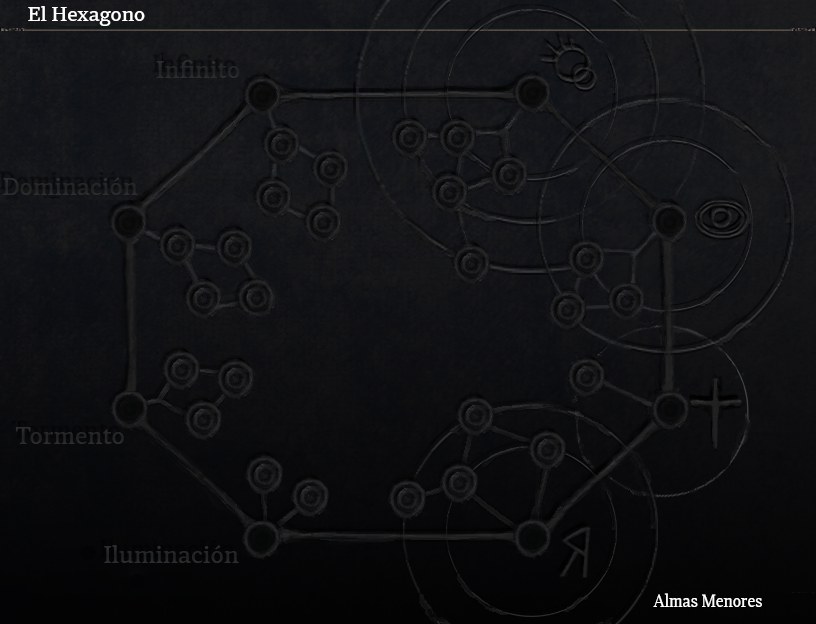 El Hexagono
Infinito
Dominación
Tormento
Iluminación
Almas Menores